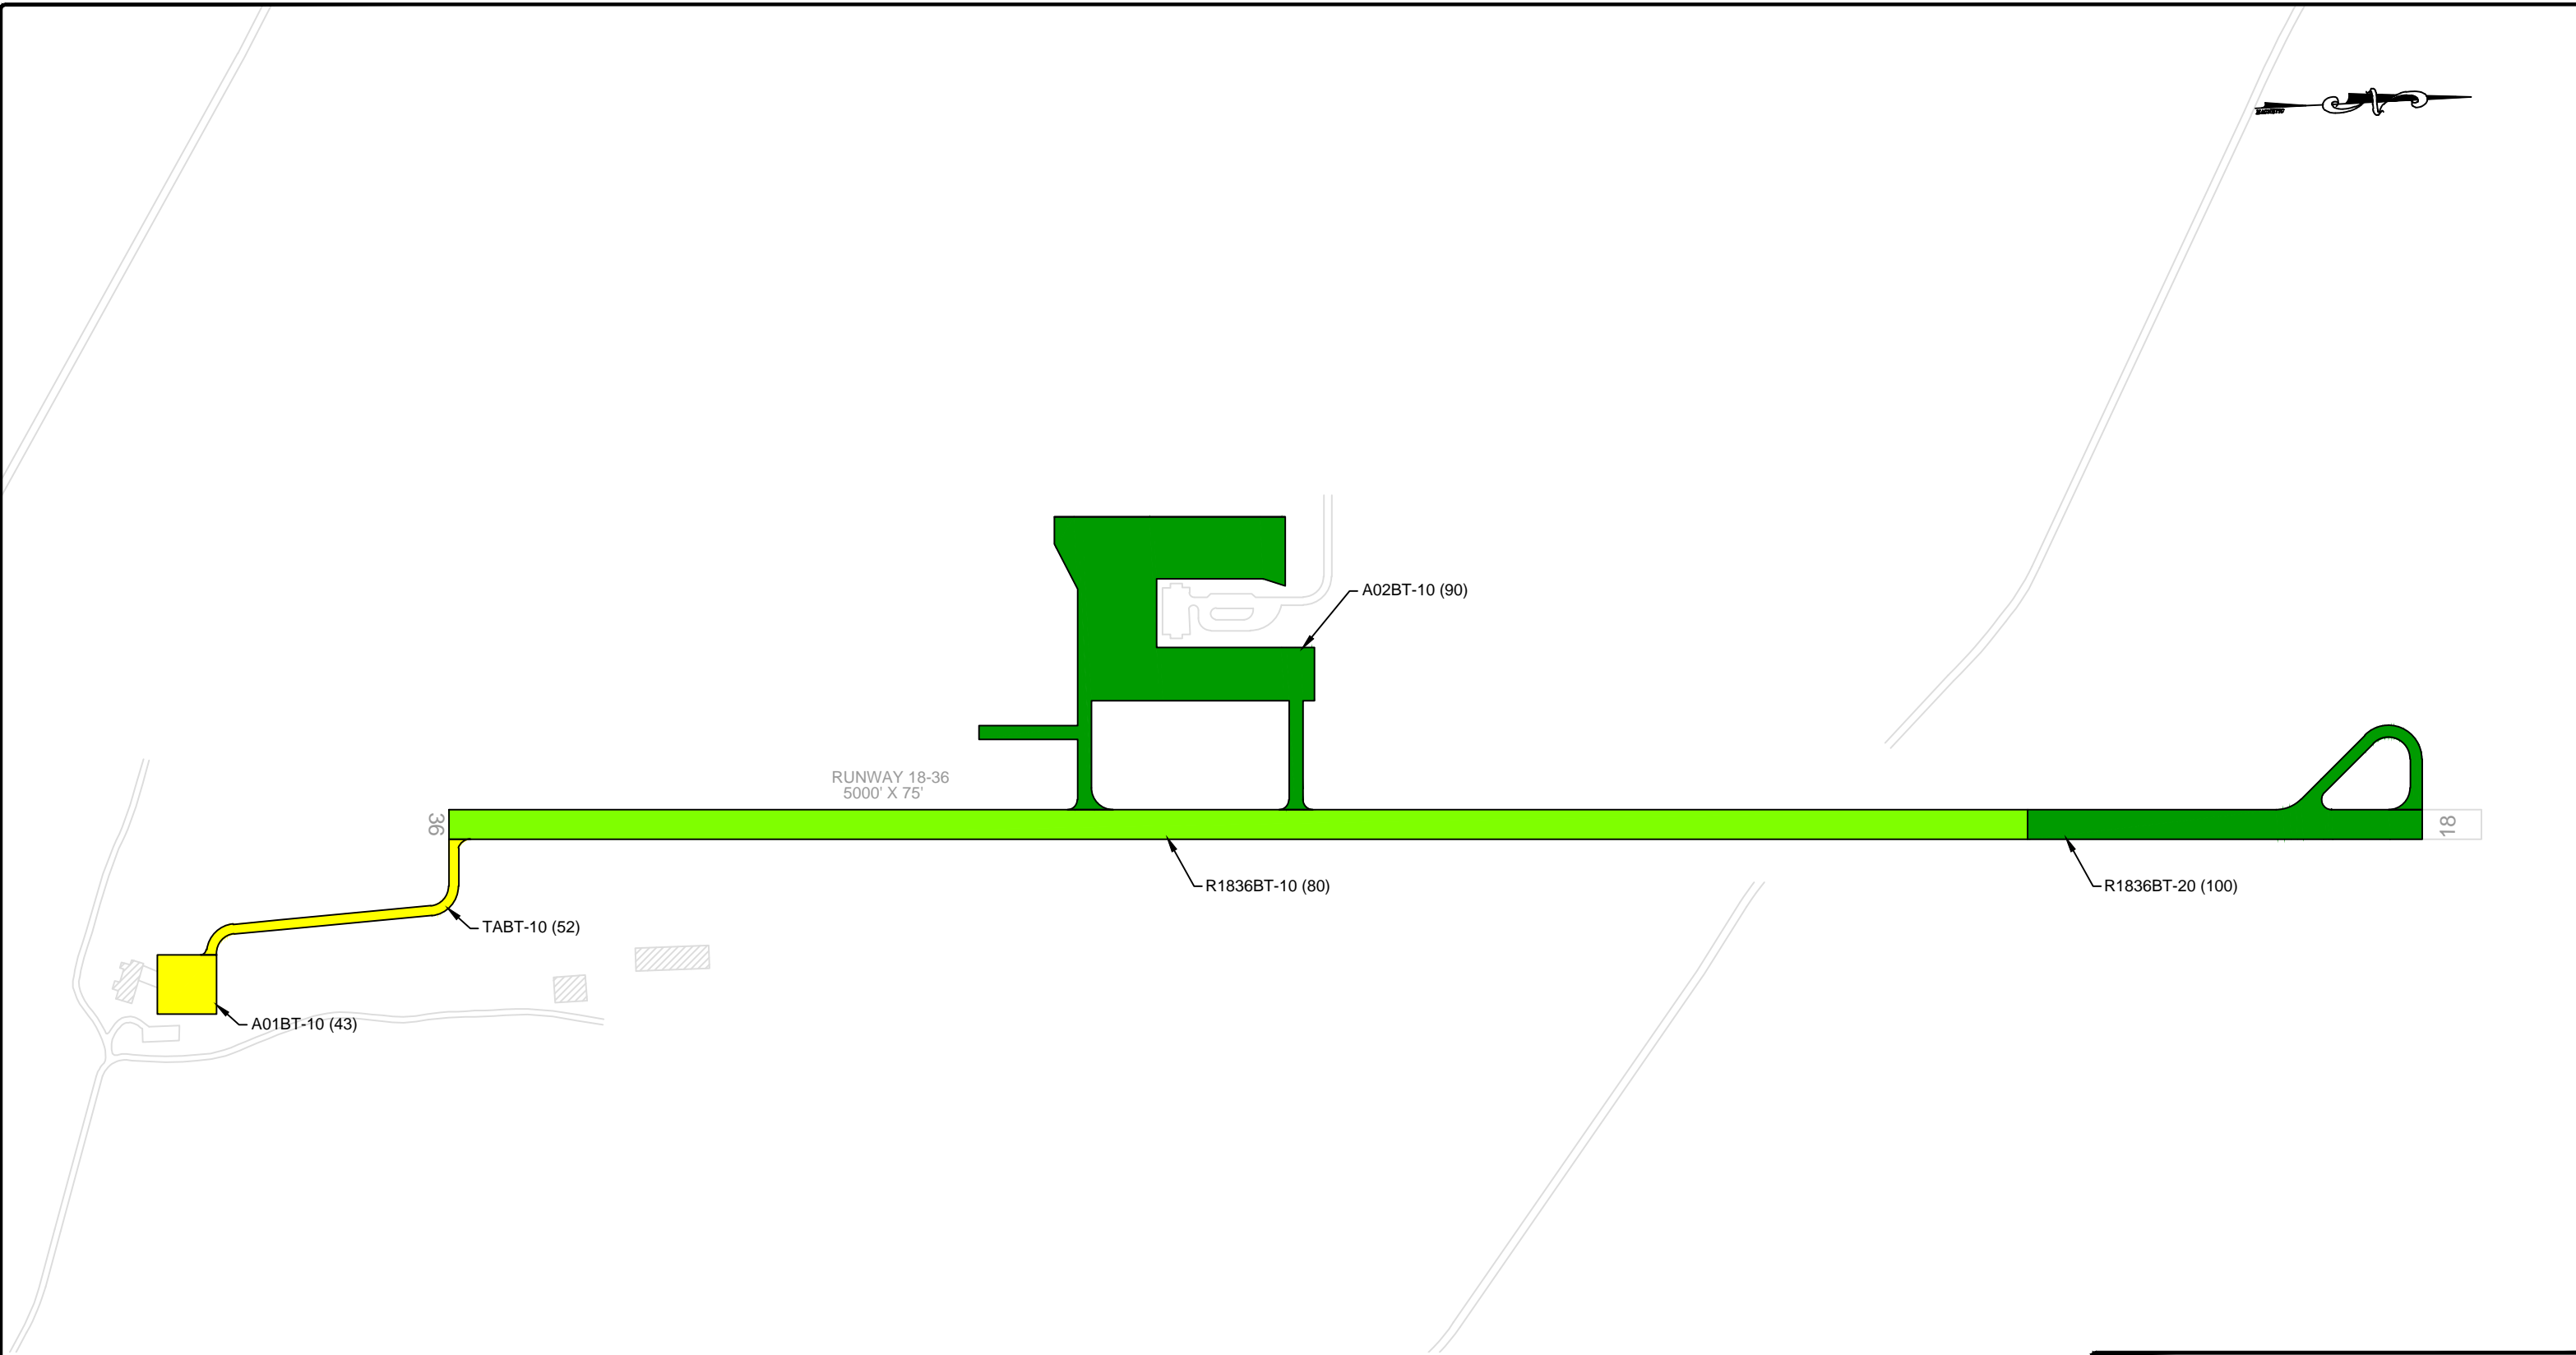 A02BT-10 (90)
RUNWAY 18-36
5000' X 75'
36
18
R1836BT-10 (80)
R1836BT-20 (100)
TABT-10 (52)
A01BT-10 (43)